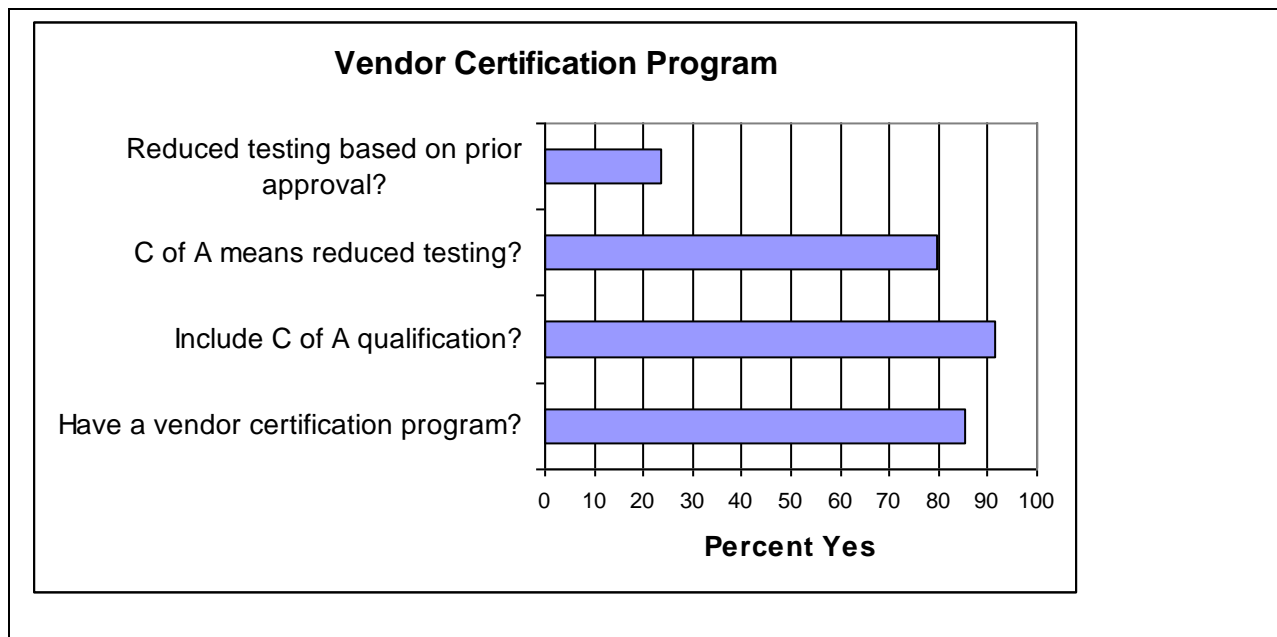 Vendor Certification Program
Reduced testing based on prior
approval?
C of A means reduced testing?
Include C of A qualification?
Have a vendor certification program?
0 10 20 30 40 50 60 70 80 90 100
Percent Yes